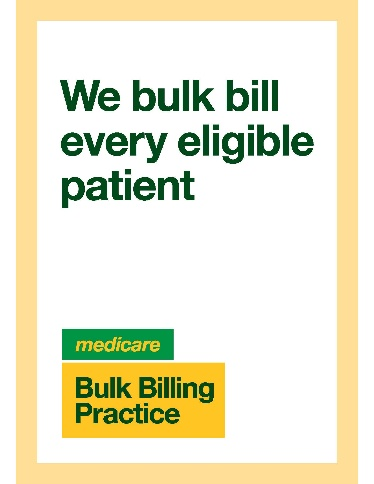 We bulk bill
every eligible
patient
medicare
Bulk Billing
Practice